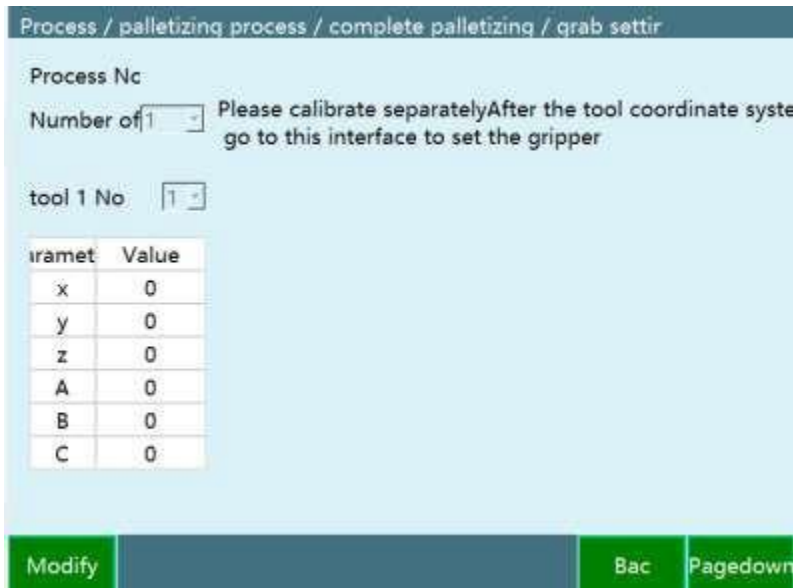 Process / palletizing process / complete palletizing / grab settir
Process Nc
Number of 1 Please calibrate separatelyAfter the tool coordinate syste
go to this interface to set the gripper
tool 1 No 1
aramet Value
x 0
y 0
z 0
A 0
B 0
C 0
Modify Bac Pagedown